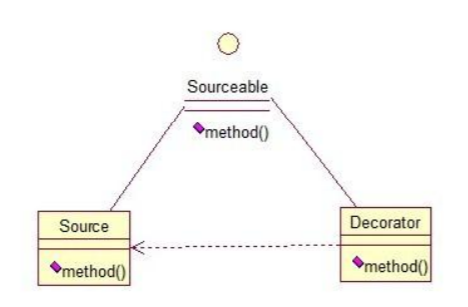 Sourceable
method()
Source
method()
Decorator
method()